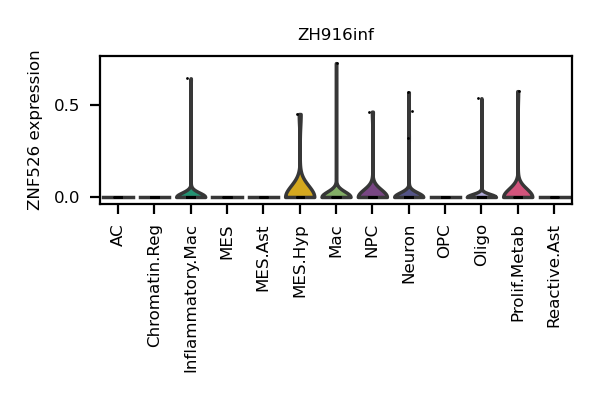 ZH916inf
ZNF526 expression
0.5
0.0
AC
Chromatin.Reg
Inflammatory.Mac
MES
MES.Ast
MES.Hyp
Mac
NPC
Neuron
OPC
Oligo
Prolif.Metab
Reactive.Ast